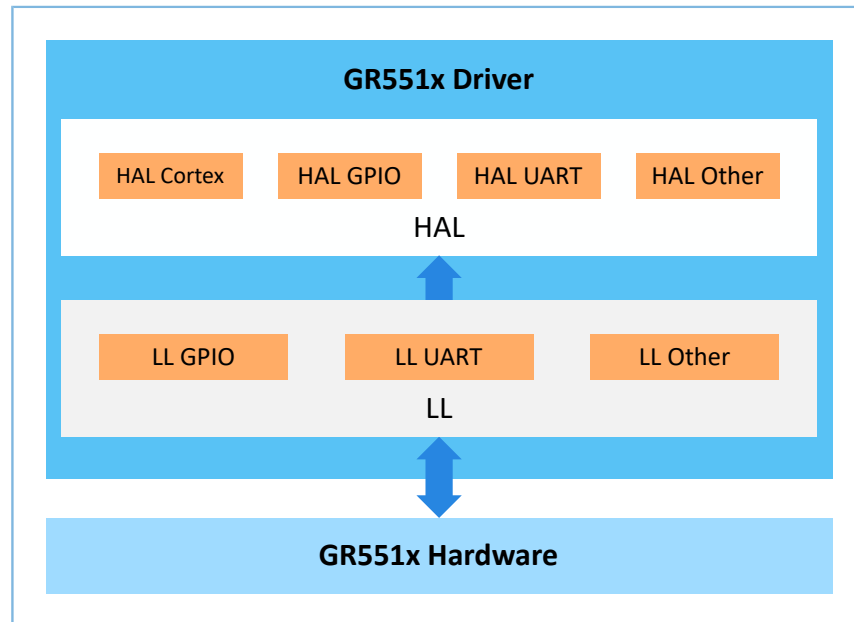 GR551x Driver
HAL Cortex
HAL GPIO
HAL UART
HAL Other
HAL
LL GPIO
LL UART
LL Other
LL
GR551x Hardware